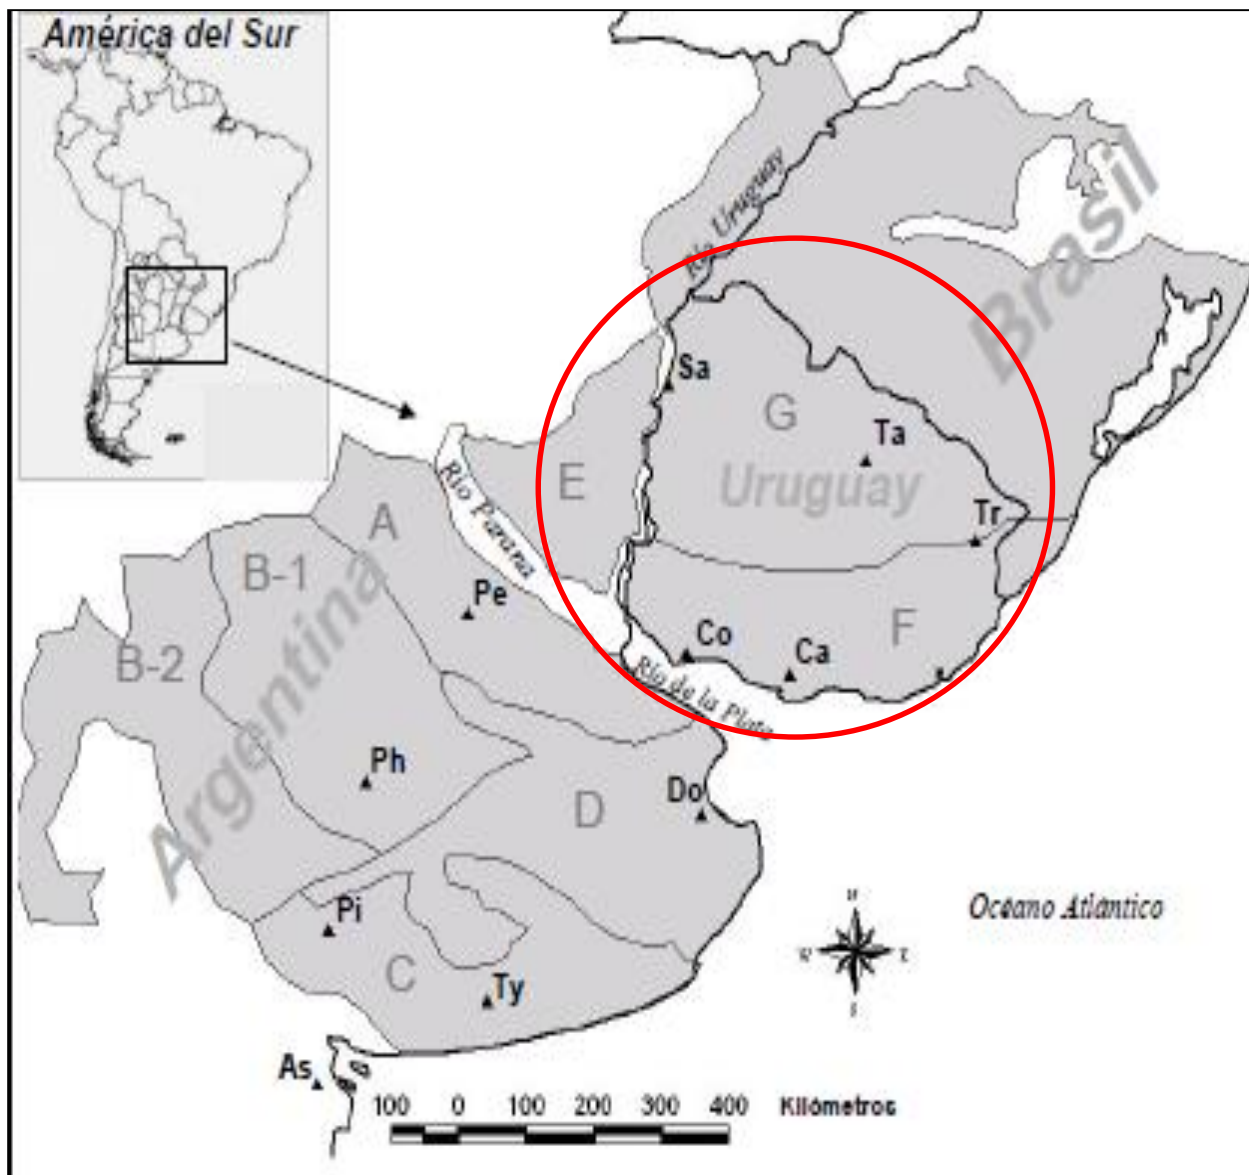 América del Sur
Río Uruguay
Brasil
Sa
G
Ta
Uruguay
E
Río Paraná
A
Tr
B-1
Pe
Argentina
F
B-2
Co
Ca
Río de la Plata
Ph
Do
D
Océano Atlántico
Pi
C
Ty
As
100 0 100 200 300 400 Kilómetros